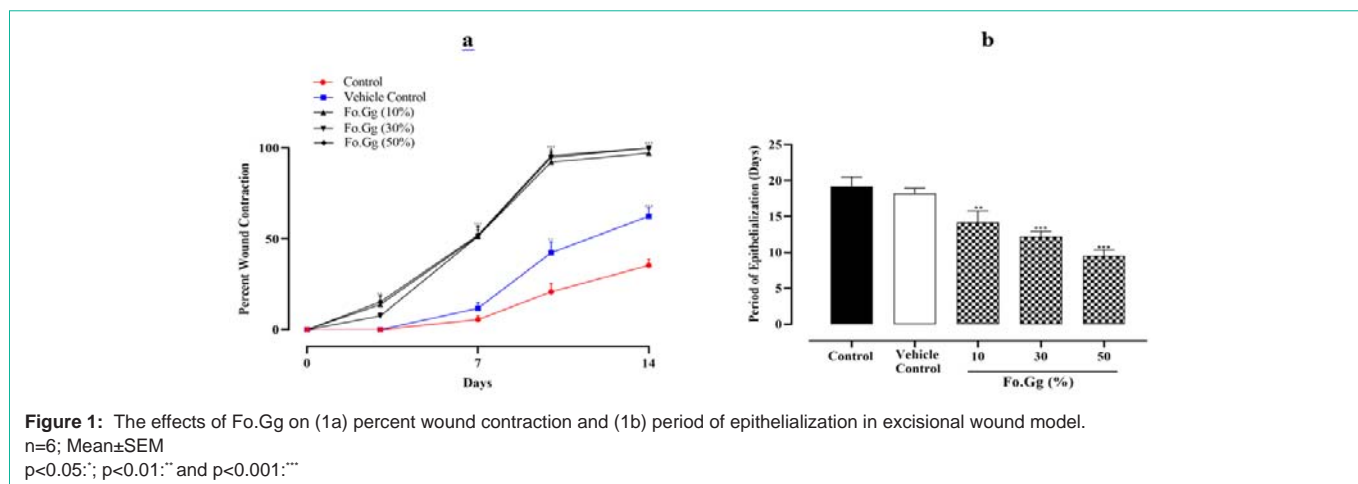 a
Control
Vehicle Control
Fo.Gg (10%)
Fo.Gg (30%)
Fo.Gg (50%)
Percent Wound Contraction
100
50
0
***
***
**
***
0
7
14
Days
b
Period of Epithelialization (Days)
25
20
15
10
5
0
**
***
***
Control
Vehicle
Control
10
30
50
Fo.Gg (%)
Figure 1: The effects of Fo.Gg on (1a) percent wound contraction and (1b) period of epithelialization in excisional wound model.
n=6; Mean±SEM
p<0.05:*; p<0.01:** and p<0.001:***